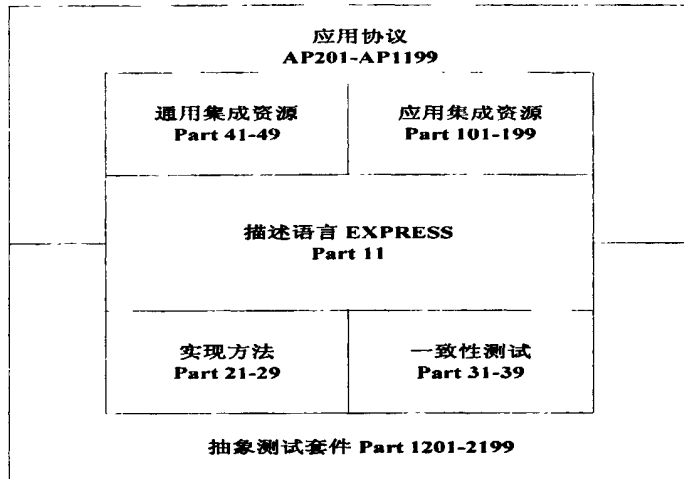 应用协议
AP201-AP1199
通用集成资源
Part 41-49
应用集成资源
Part 101-199
描述语言 EXPRESS
Part 11
实现方法
Part 21-29
一致性测试
Part 31-39
抽象测试套件 Part 1201-2199